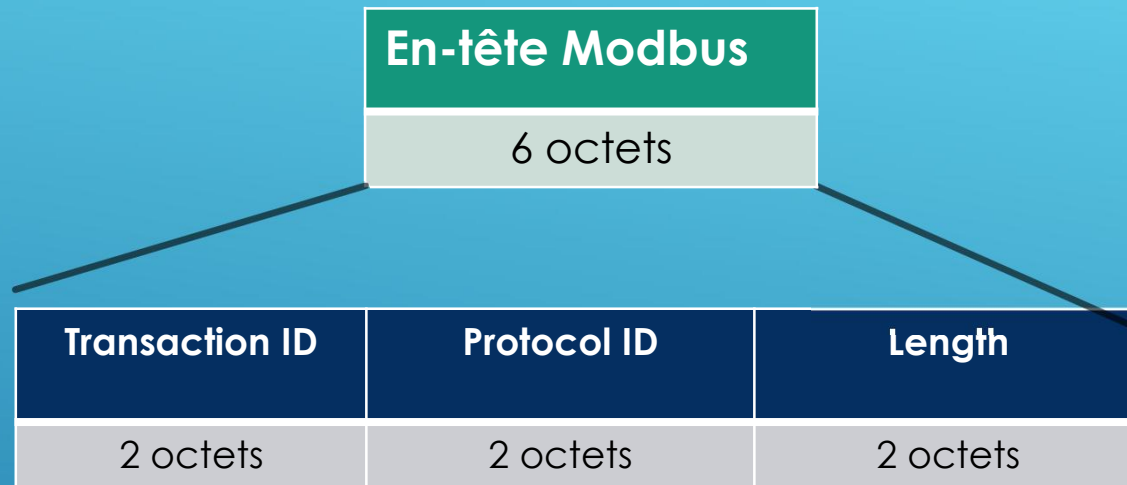 En-tête Modbus
6 octets
Transaction ID Protocol ID Length
2 octets 2 octets 2 octets